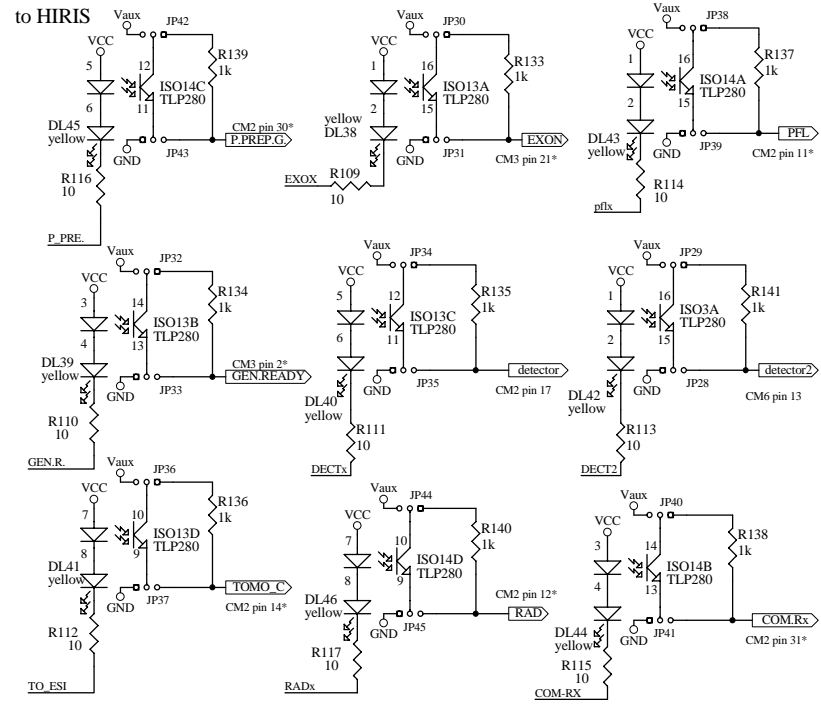 to HIRIS
Vaux
JP42
VCC
5
12
R139
1k
ISO14C
TLP280
6
11
DL45
yellow
CM2 pin 30*
P.PREP.G.
GND
JP43
R116
10
P_PRE.
Vaux
JP30
VCC
1
16
R133
1k
ISO13A
TLP280
2
15
yellow
DL38
EXON
GND
JP31
CM3 pin 21*
EXOX
R109
10
Vaux
JP38
VCC
1
16
R137
1k
ISO14A
TLP280
2
15
DL43
yellow
PFL
GND
JP39
CM2 pin 11*
R114
10
pflx
Vaux
JP32
VCC
3
14
R134
1k
ISO13B
TLP280
4
13
DL39
yellow
CM3 pin 2*
GEN.READY
GND
JP33
R110
10
GEN.R.
Vaux
JP34
VCC
5
12
R135
1k
ISO13C
TLP280
6
11
detector
GND
JP35
CM2 pin 17
DL40
yellow
R111
10
DECTx
Vaux
JP29
VCC
1
16
R141
1k
ISO3A
TLP280
2
15
detector2
GND
JP28
CM6 pin 13
DL42
yellow
R113
10
DECT2
Vaux
JP36
VCC
7
10
R136
1k
ISO13D
TLP280
8
9
DL41
yellow
TOMO_C
GND
JP37
CM2 pin 14*
R112
10
TO_ESI
Vaux
JP44
VCC
7
10
R140
1k
ISO14D
TLP280
8
9
DL46
yellow
CM2 pin 12*
RAD
GND
JP45
R117
10
RADx
Vaux
JP40
VCC
3
14
R138
1k
ISO14B
TLP280
4
13
COM.Rx
GND
JP41
CM2 pin 31*
DL44
yellow
R115
10
COM-RX